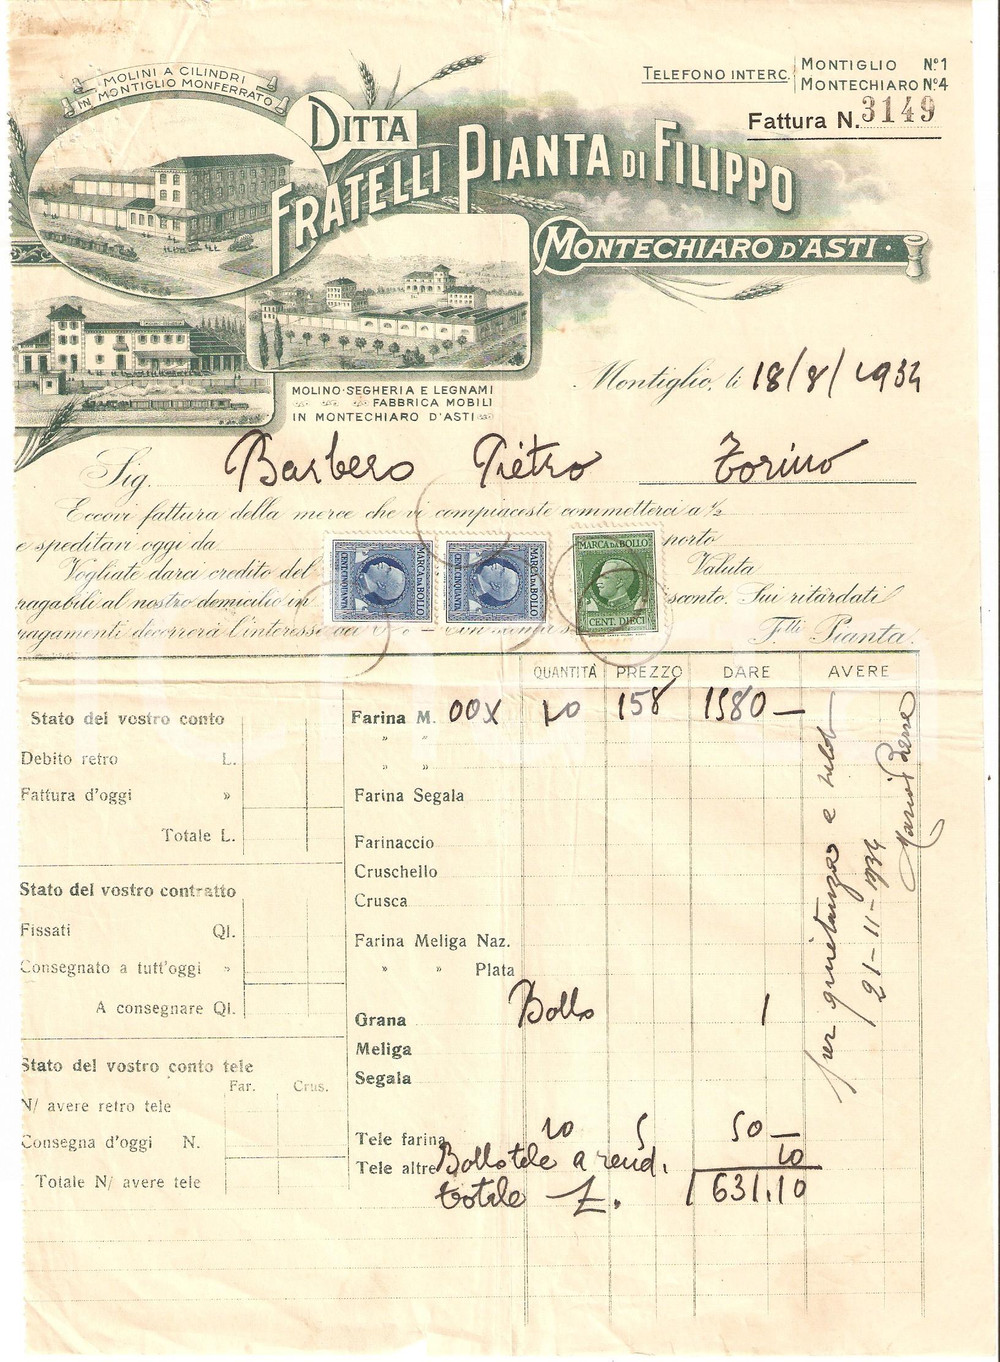 MOLINI A CILINDRI
IN MONTIGLIO MONFERRATO
TELEFONO INTERC. MONTIGLIO N.º 1
MONTECHIARO N.º 4
Fattura N. 3149
DITTA
FRATELLI PIANTA DI FILIPPO
MONTECHIARO D'ASTI
MOLINO-SEGHERIA E LEGNAMI
FABBRICA MOBILI
IN MONTECHIARO D'ASTI
Montiglio, li 18/8/1934
Sig. Barbero Pietro Torino
Eccovi fattura della merce che vi compiaceste commetterci a ½
e speditavi oggi da porto
Vogliate darci credito del Valuta
pagabili al nostro domicilio in sconto. Sui ritardati
pagamenti decorrerà l'interesse
F.lli Pianta.
MARCA DA BOLLO
CENT. CINQUANTA
MARCA DA BOLLO
CENT. CINQUANTA
MARCA DA BOLLO
CENT. DIECI
QUANTITÀ PREZZO DARE AVERE
Stato del vostro conto
Debito retro L.
Fattura d'oggi »
Totale L.
Stato del vostro contratto
Fissati Ql.
Consegnato a tutt'oggi »
A consegnare Ql.
Stato del vostro conto tele
Far. Crus.
N/ avere retro tele
Consegna d'oggi N.
Totale N/ avere tele
Farina M. 00X 10 158 1580 —
» »
» »
Farina Segala
Farinaccio
Cruschello
Crusca
Farina Meliga Naz.
» » Plata
Bollo 1
Grana
Meliga
Segala
Tele farina 10 5 50 —
Tele altre Bollo tele a rend. 10
totale £. 1631.10
per quietanza e saldo
21-11-1934
Mario